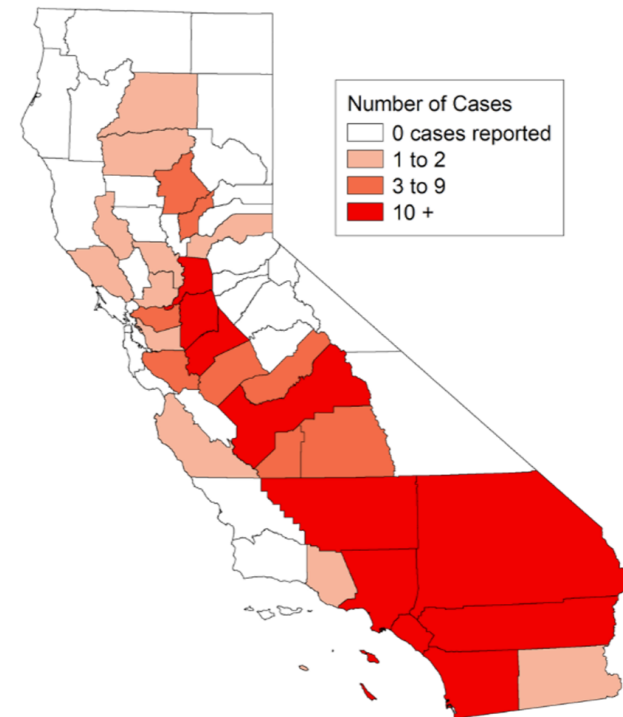 Number of Cases
0 cases reported
1 to 2
3 to 9
10 +